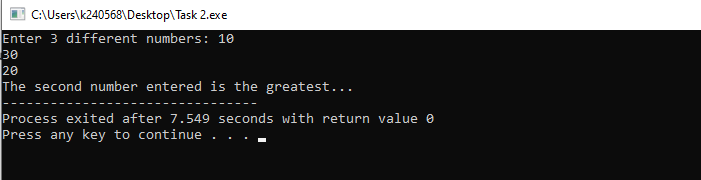 C:\Users\k240568\Desktop\Task 2.exe
Enter 3 different numbers: 10
30
20
The second number entered is the greatest...
--------------------------------
Process exited after 7.549 seconds with return value 0
Press any key to continue . . .